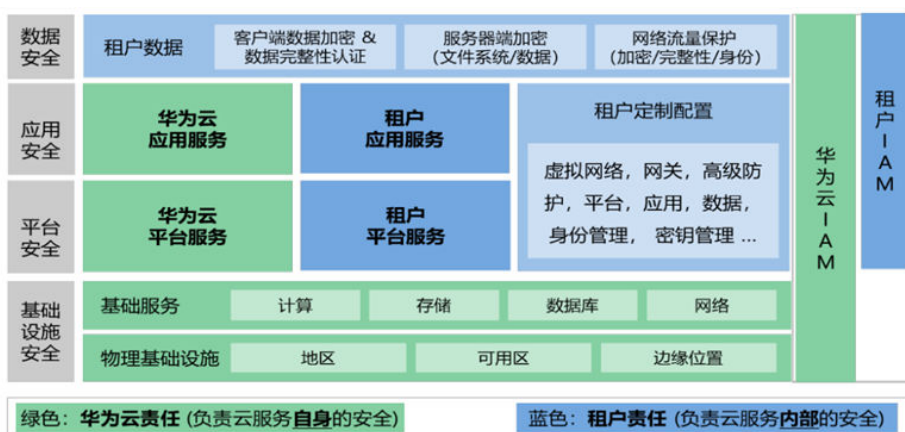 数据
安全
租户数据
客户端数据加密 &
数据完整性认证
服务器端加密
(文件系统/数据)
网络流量保护
(加密/完整性/身份)
应用
安全
华为云
应用服务
租户
应用服务
租户定制配置
虚拟网络，网关，高级防
护，平台，应用，数据，
身份管理， 密钥管理 ...
平台
安全
华为云
平台服务
租户
平台服务
基础
设施
安全
基础服务
计算
存储
数据库
网络
物理基础设施
地区
可用区
边缘位置
华为云IAM
租户IAM
绿色：华为云责任 (负责云服务自身的安全)
蓝色：租户责任 (负责云服务内部的安全)